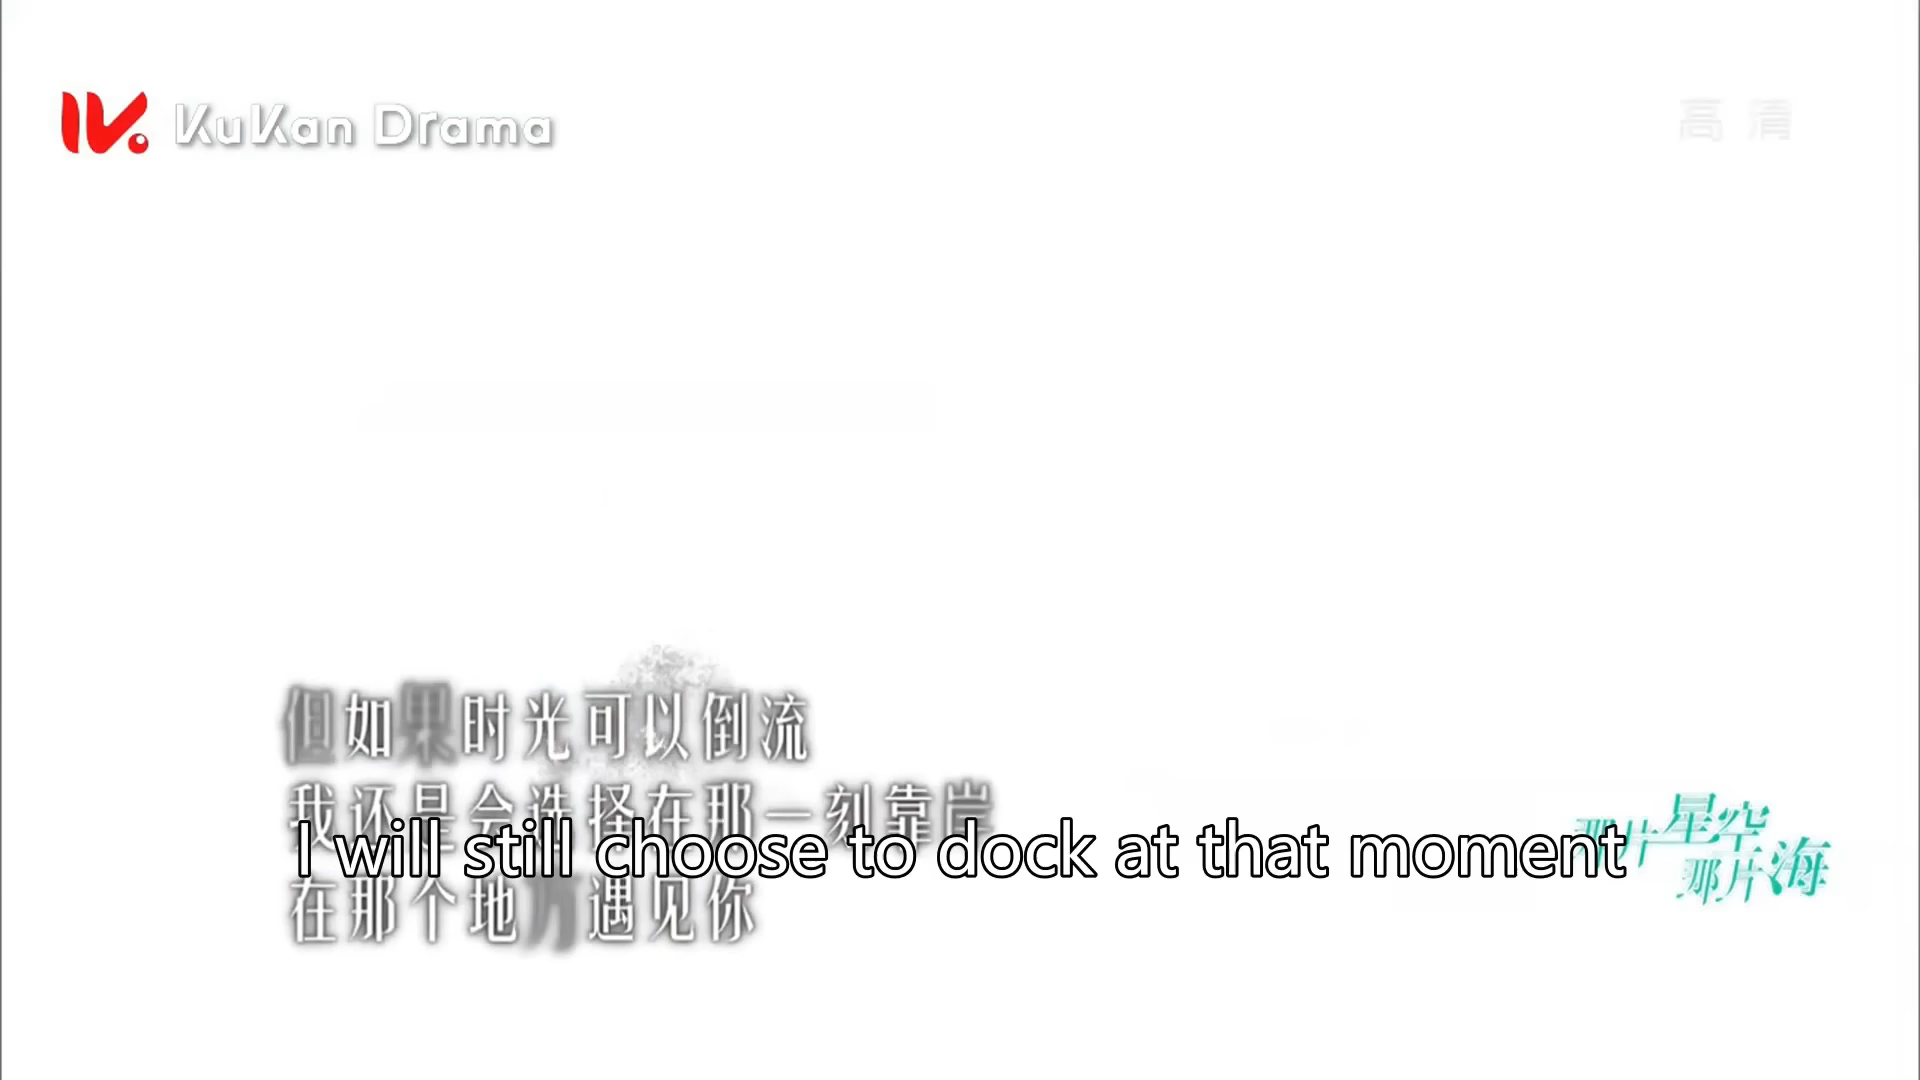 KuKan Drama
高清
但如果时光可以倒流
我还是会选择在那一刻靠岸
I will still choose to dock at that moment
在那个地方遇见你
那片星空
那片海